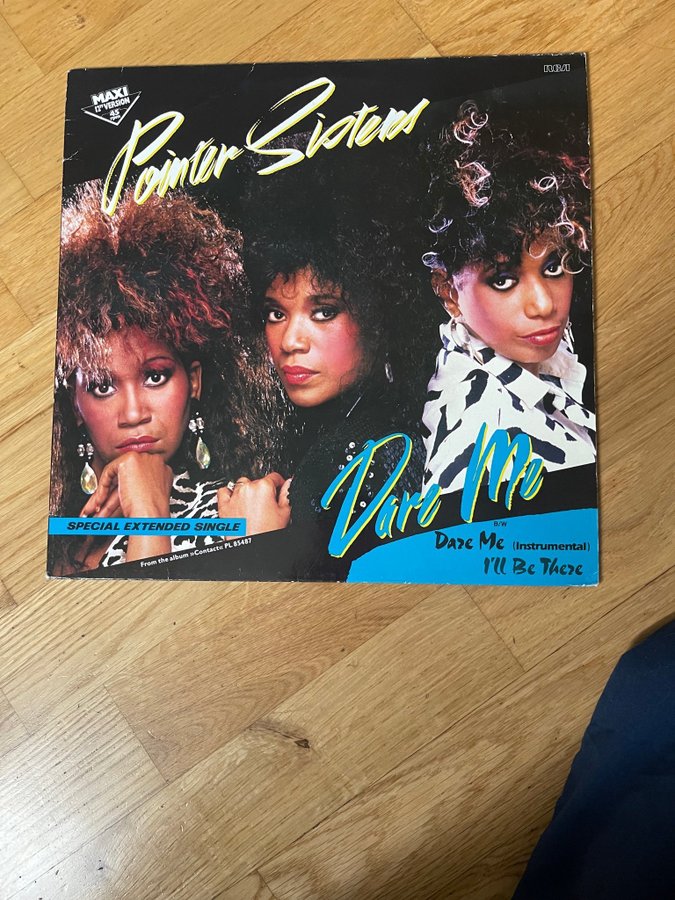 RCA
MAXI
12" VERSION
45
RPM
Pointer Sisters
Dare Me
SPECIAL EXTENDED SINGLE
From the album »Contact« PL 85487
B/W
Dare Me (Instrumental)
I'll Be There